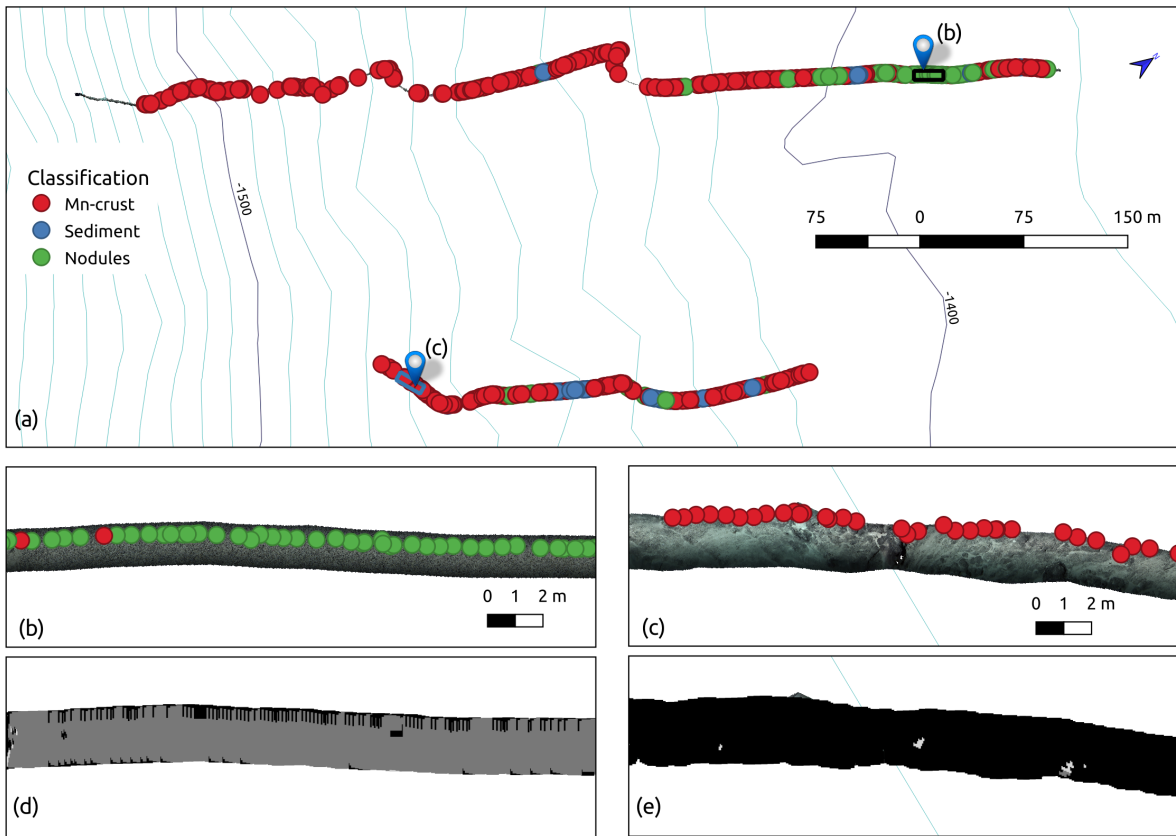 (b)
N
Classification
Mn-crust
Sediment
Nodules
-1500
75 0 75 150 m
-1400
(c)
(a)
0 1 2 m
(b)
0 1 2 m
(c)
(d)
(e)